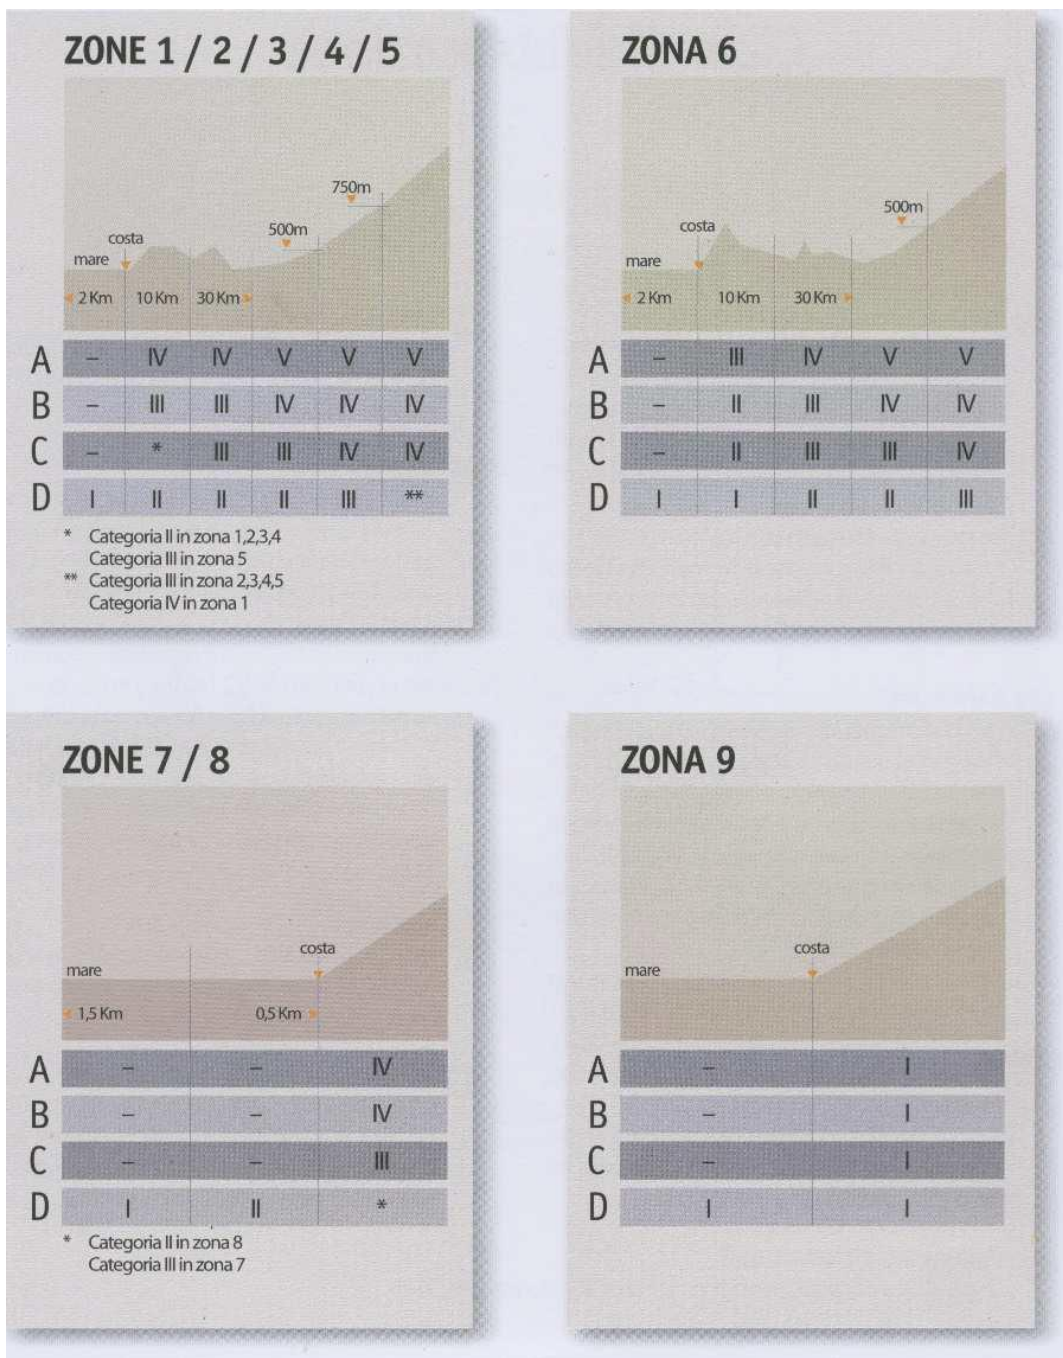 ZONE 1 / 2 / 3 / 4 / 5
750m
500m
costa
mare
2 Km 10 Km 30 Km
A – IV IV V V V
B – III III IV IV IV
C – * III III IV IV
D I II II II III **
* Categoria II in zona 1,2,3,4
Categoria III in zona 5
** Categoria III in zona 2,3,4,5
Categoria IV in zona 1
ZONA 6
500m
costa
mare
2 Km 10 Km 30 Km
A – III IV V V
B – II III IV IV
C – II III III IV
D I I II II III
ZONE 7 / 8
costa
mare
1,5 Km 0,5 Km
A – – IV
B – – IV
C – – III
D I II *
* Categoria II in zona 8
Categoria III in zona 7
ZONA 9
costa
mare
A – I
B – I
C – I
D I I